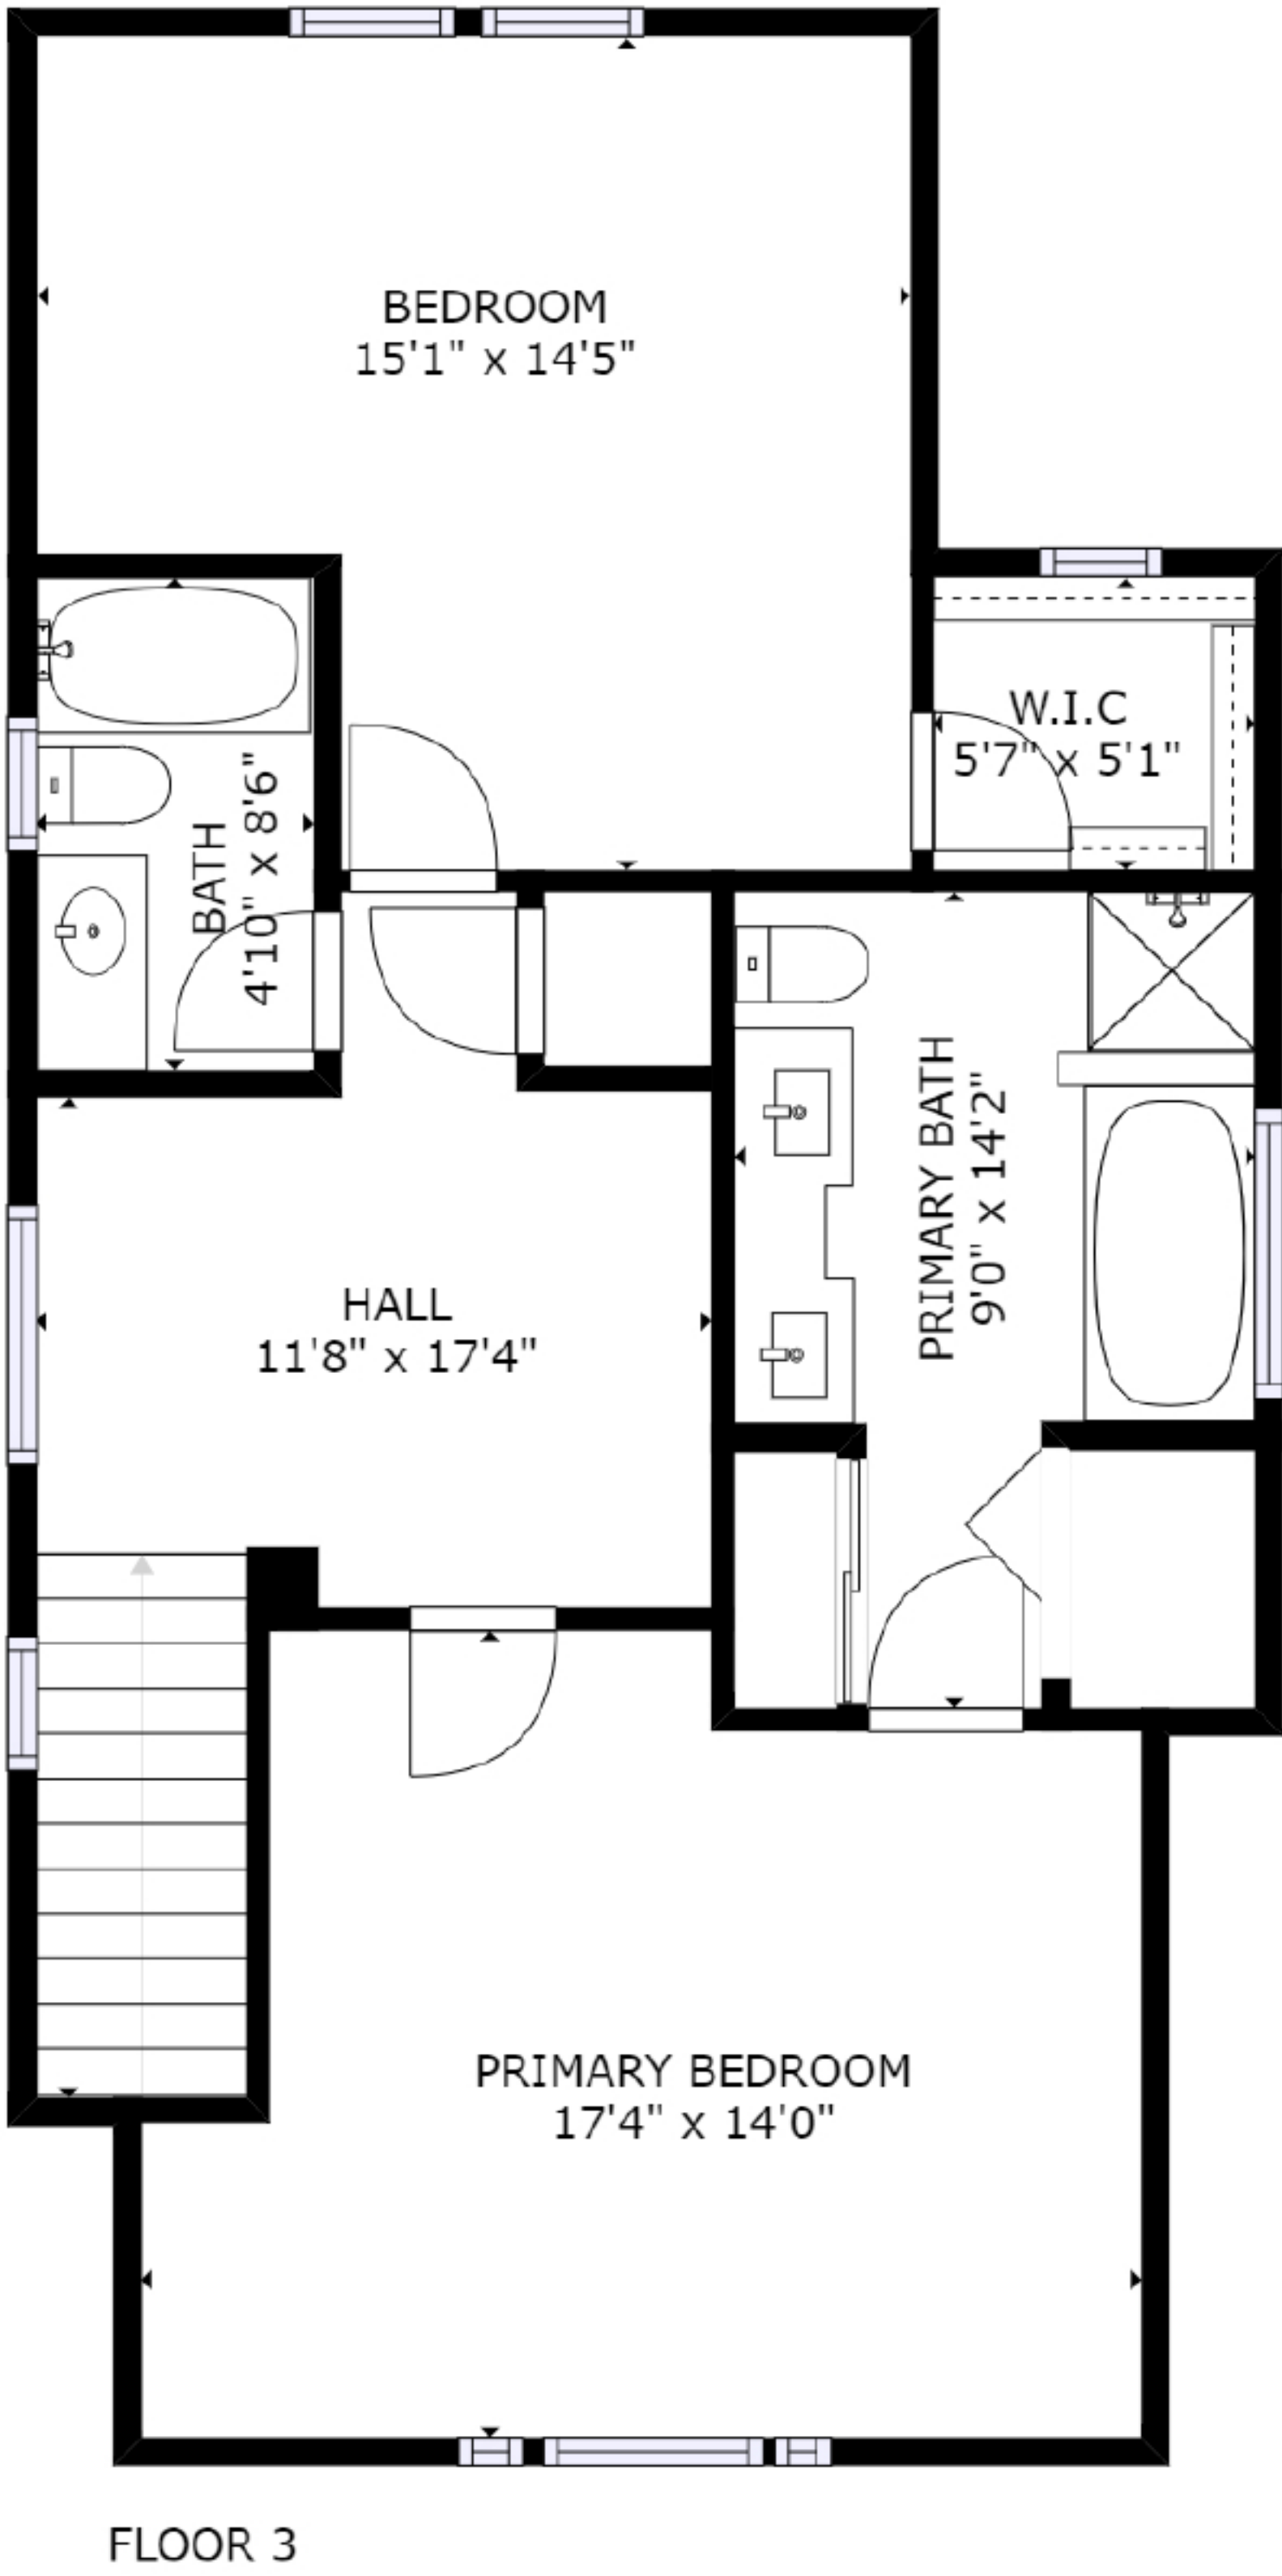 BEDROOM
15'1" x 14'5"
W.I.C
5'7" x 5'1"
BATH
4'10" x 8'6"
PRIMARY BATH
9'0" x 14'2"
HALL
11'8" x 17'4"
PRIMARY BEDROOM
17'4" x 14'0"
FLOOR 3